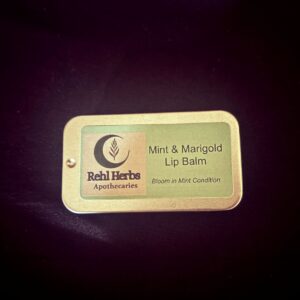 Rehl Herbs
Apothecaries
Mint & Marigold
Lip Balm
Bloom in Mint Condition